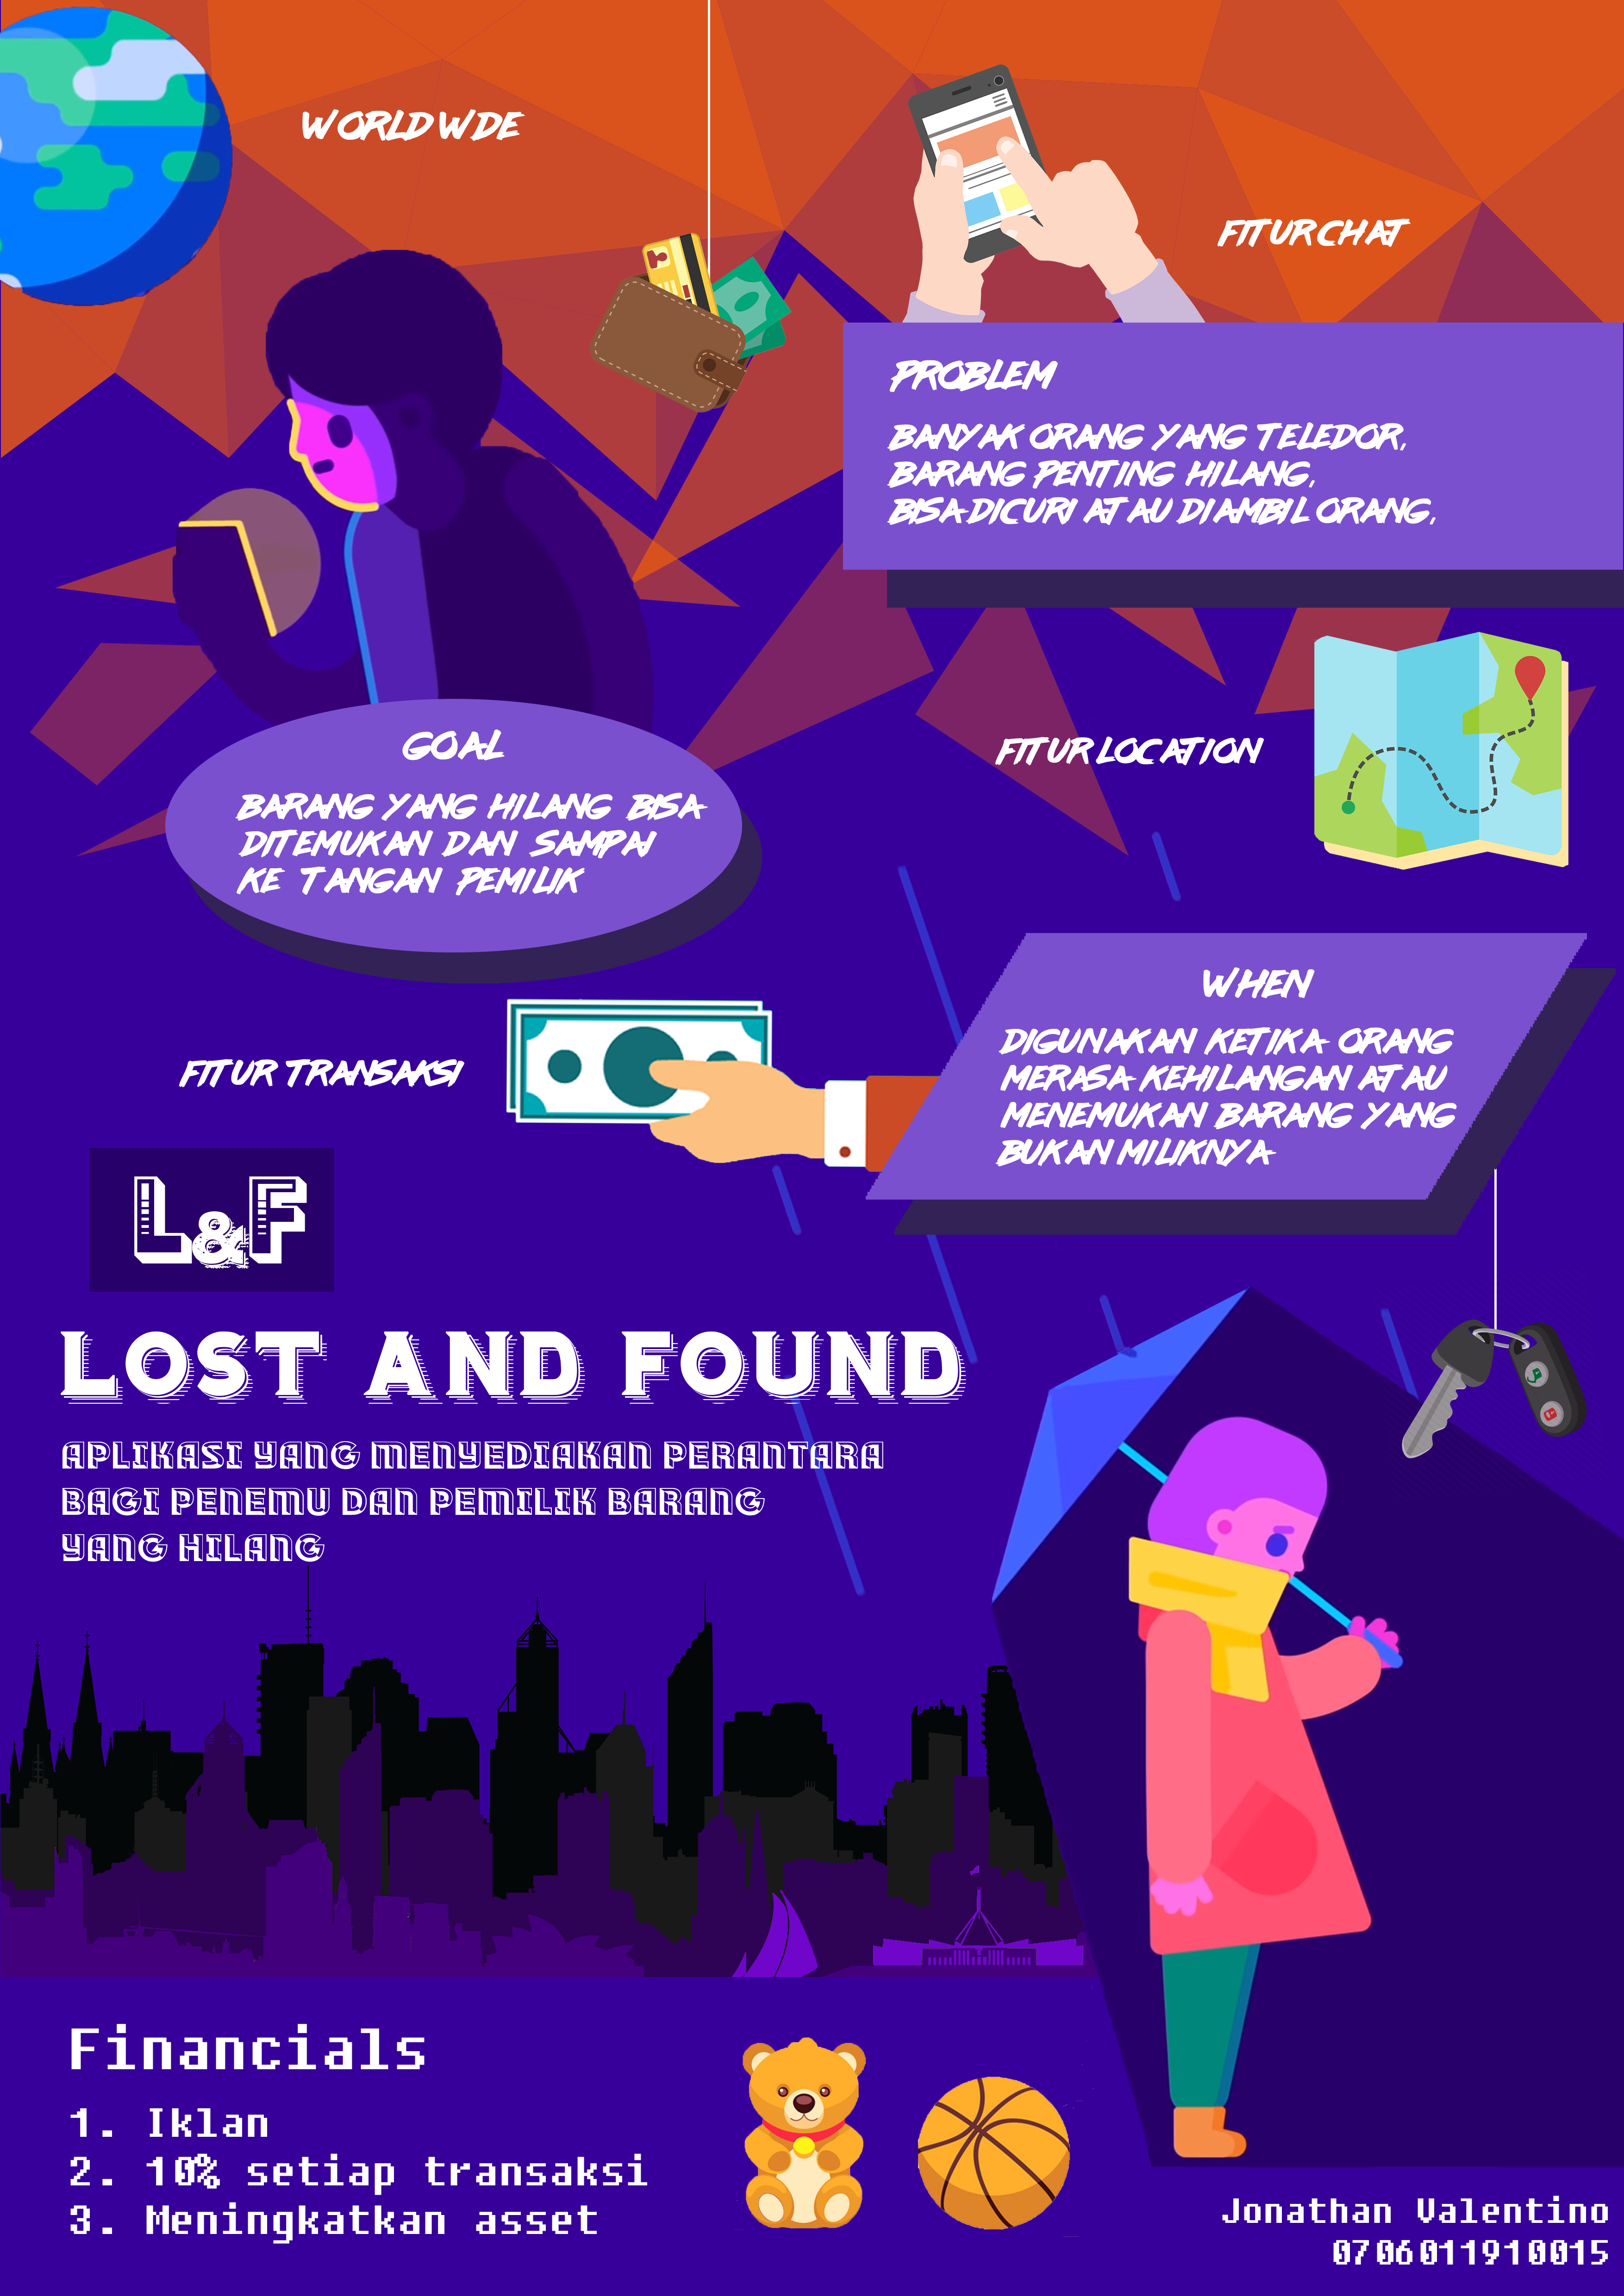 WORLDWDE
FITUR CHAT
PROBLEM
BANYAK ORANG YANG TELEDOR,
BARANG PENTING HILANG,
BISA DICURI ATAU DIAMBIL ORANG,
FITUR LOCATION
GOAL
BARANG YANG HILANG BISA
DITEMUKAN DAN SAMPAI
KE TANGAN PEMILIK
WHEN
DIGUNAKAN KETIKA ORANG
MERASA KEHILANGAN ATAU
MENEMUKAN BARANG YANG
BUKAN MILIKNYA
FITUR TRANSAKSI
L&F
LOST AND FOUND
APLIKASI YANG MENYEDIAKAN PERANTARA
BAGI PENEMU DAN PEMILIK BARANG
YANG HILANG
Financials
1. Iklan
2. 10% setiap transaksi
3. Meningkatkan asset
Jonathan Valentino
0706011910015